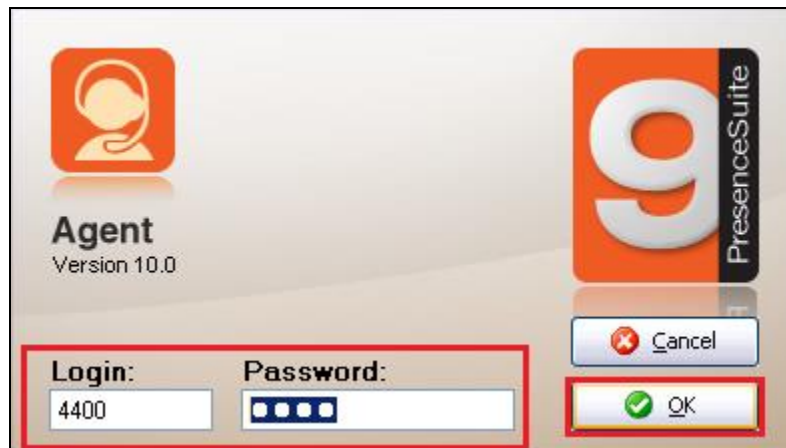 9
PresenceSuite
Agent
Version 10.0
Cancel
Login:
Password:
4400
OK